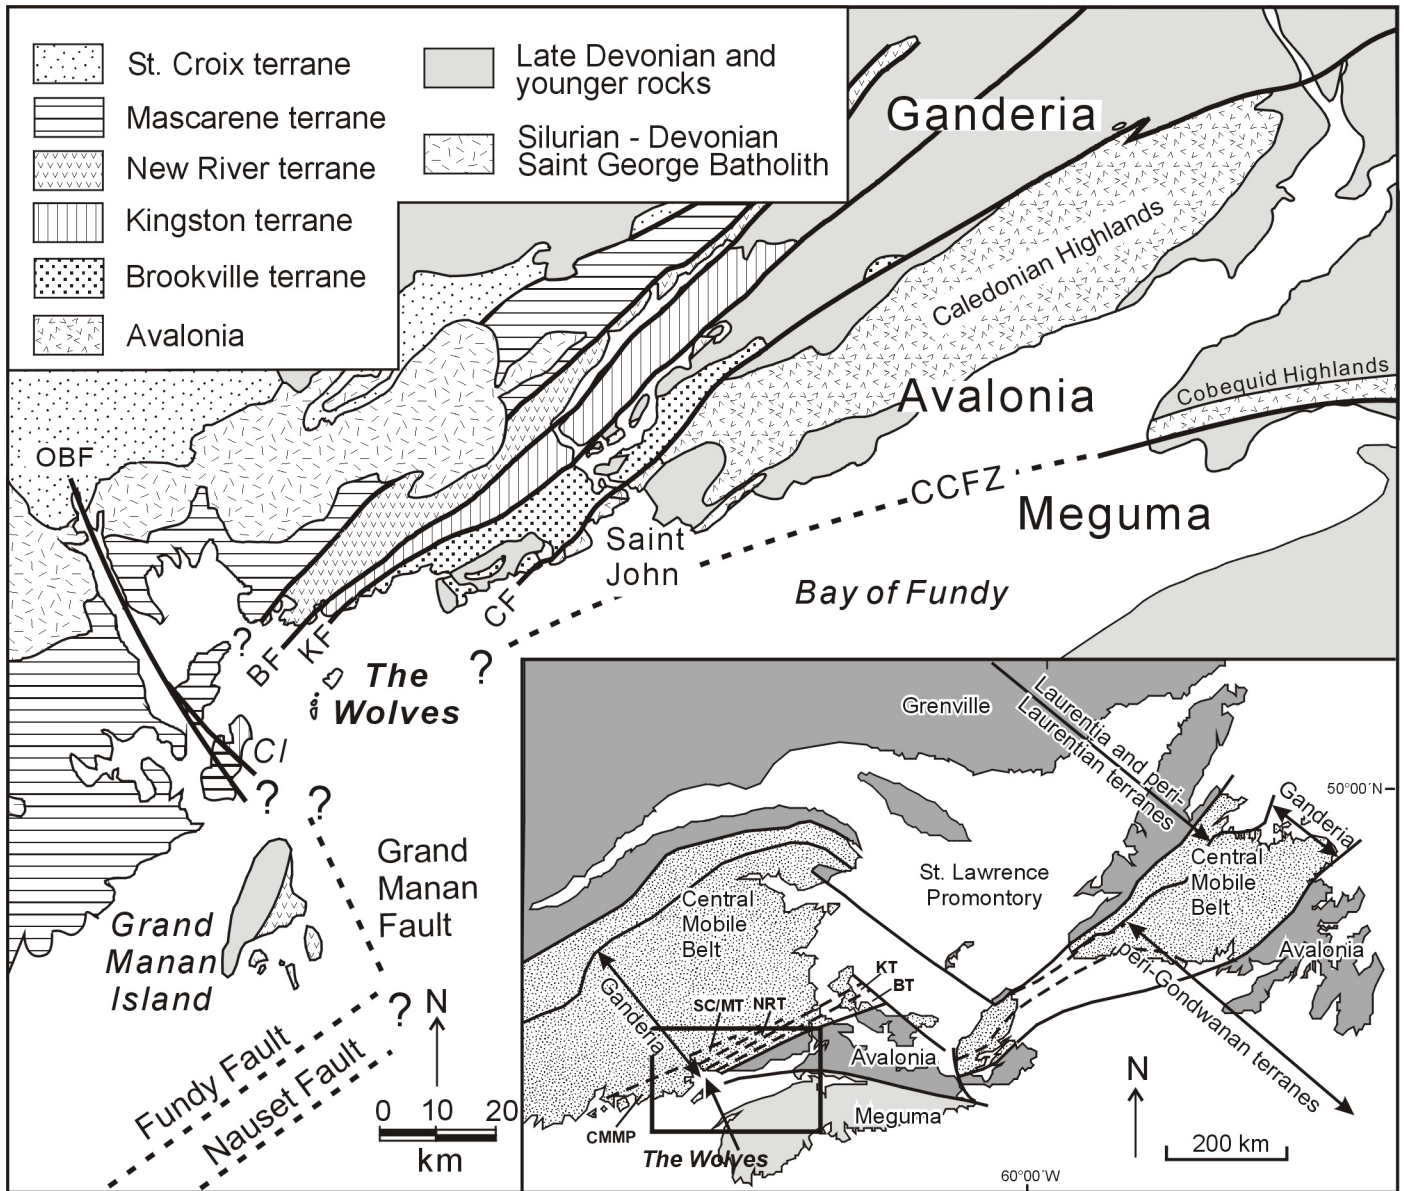 St. Croix terrane
Mascarene terrane
New River terrane
Kingston terrane
Brookville terrane
Avalonia
Late Devonian and
younger rocks
Silurian - Devonian
Saint George Batholith
Ganderia
Caledonian Highlands
Avalonia
Cobequid Highlands
CCFZ
Meguma
Bay of Fundy
OBF
Saint
John
CF
KF
BF
?
?
The
Wolves
CI
?
?
Grand
Manan
Fault
Grand
Manan
Island
?
Fundy Fault
Nauset Fault
N
0 10 20
km
Grenville
Laurentia and peri-
Laurentian terranes
50°00´N
Ganderia
Central
Mobile
Belt
St. Lawrence
Promontory
Central
Mobile
Belt
Avalonia
peri-Gondwanan terranes
KT
BT
SC/MT
NRT
Ganderia
Avalonia
Meguma
CMMP
The Wolves
N
200 km
60°00´W